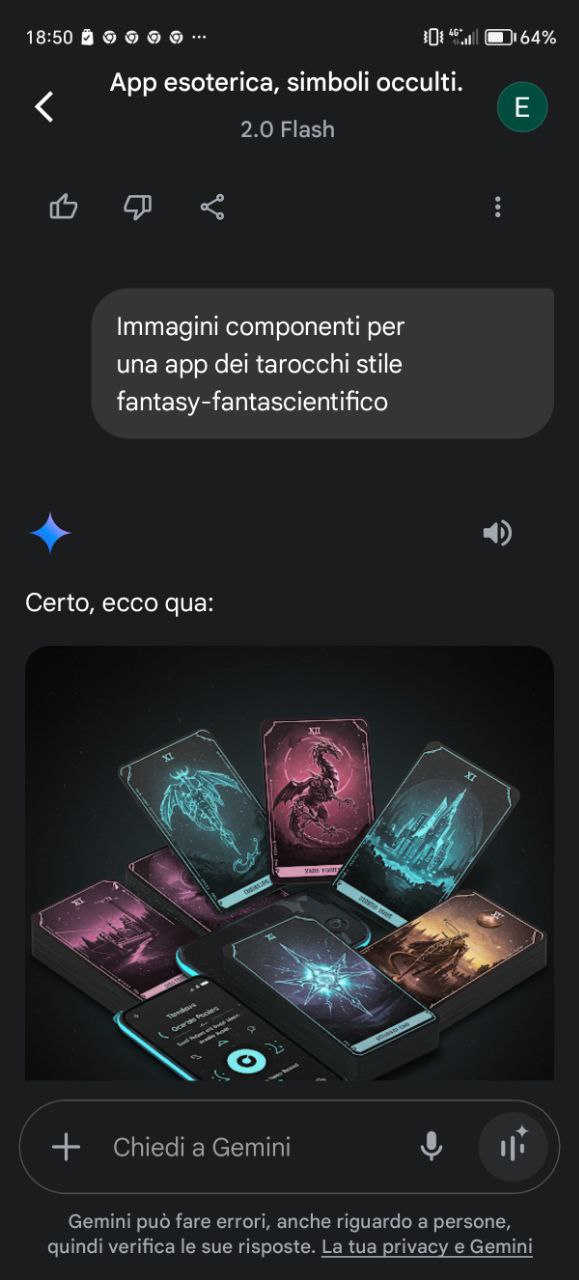 18:50
4G+
64%
App esoterica, simboli occulti.
E
2.0 Flash
Immagini componenti per
una app dei tarocchi stile
fantasy-fantascientifico
Certo, ecco qua:
XI
XII
XI
XI
XI
Chiedi a Gemini
Gemini può fare errori, anche riguardo a persone,
quindi verifica le sue risposte. La tua privacy e Gemini